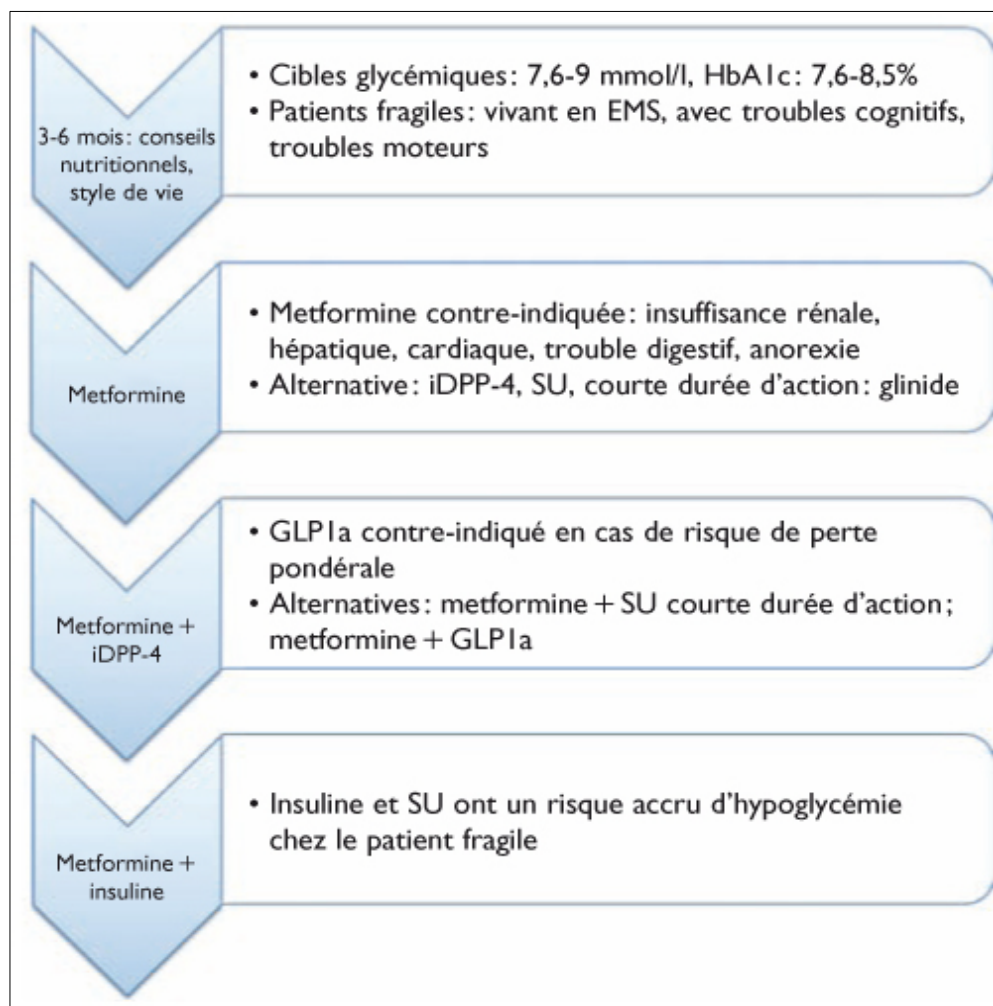 3-6 mois: conseils
nutritionnels,
style de vie
• Cibles glycémiques: 7,6-9 mmol/l, HbA1c: 7,6-8,5%
• Patients fragiles: vivant en EMS, avec troubles cognitifs,
troubles moteurs
Metformine
• Metformine contre-indiquée: insuffisance rénale,
hépatique, cardiaque, trouble digestif, anorexie
• Alternative: iDPP-4, SU, courte durée d'action: glinide
Metformine +
iDPP-4
• GLP1a contre-indiqué en cas de risque de perte
pondérale
• Alternatives: metformine + SU courte durée d'action;
metformine + GLP1a
Metformine +
insuline
• Insuline et SU ont un risque accru d'hypoglycémie
chez le patient fragile